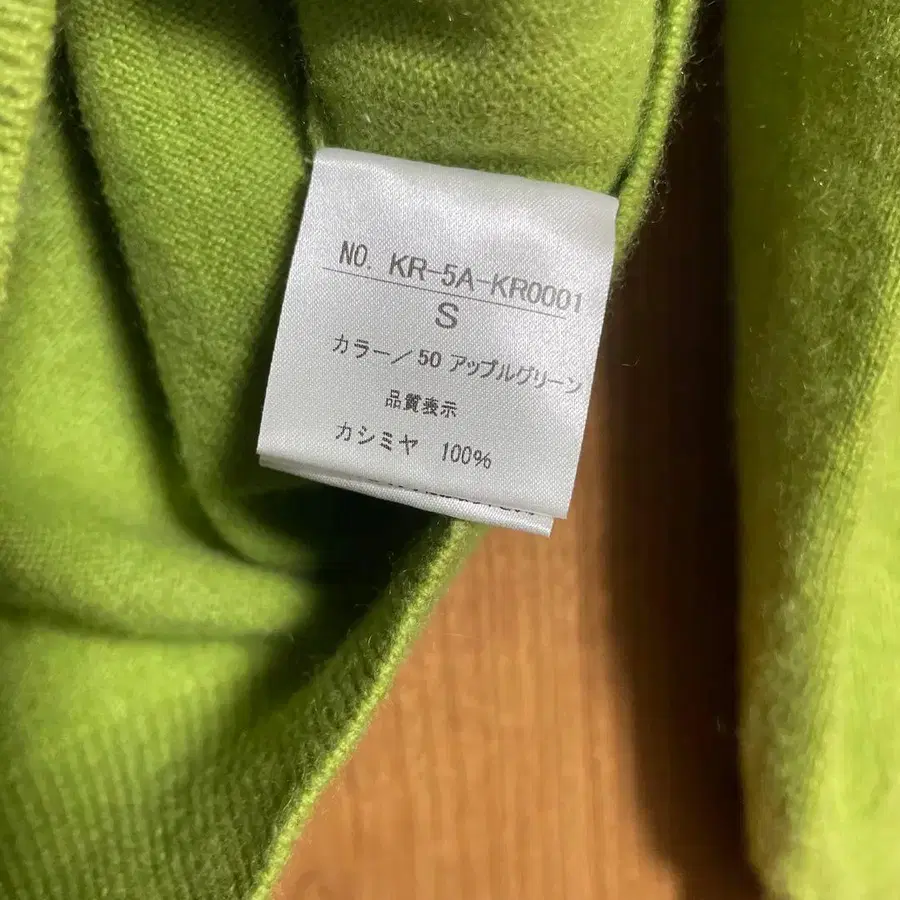 NO. KR-5A-KR0001
S
カラー/50 アップルグリーン
品質表示
カシミヤ 100%